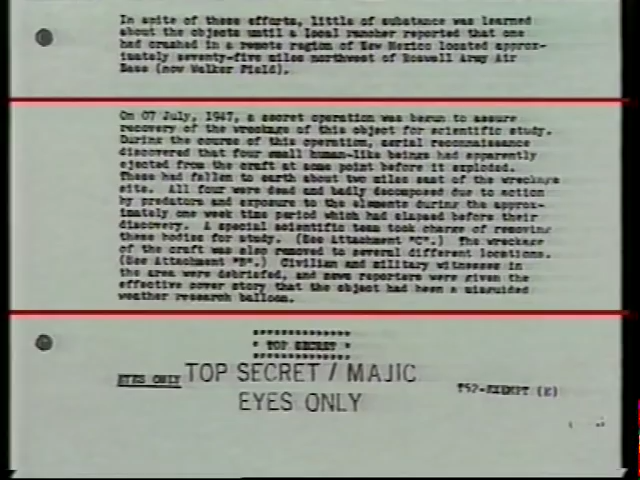 In spite of these efforts, little of substance was learned
about the objects until a local rancher reported that one
had crashed in a remote region of New Mexico located approx-
imately seventy-five miles northwest of Roswell Army Air
Base (now Walker Field).
On 07 July, 1947, a secret operation was begun to assure
recovery of the wreckage of this object for scientific study.
During the course of this operation, aerial reconnaissance
discovered that four small human-like beings had apparently
ejected from the craft at some point before it exploded.
These had fallen to earth about two miles east of the wreckage
site. All four were dead and badly decomposed due to action
by predators and exposure to the elements during the approx-
imately one week time period which had elapsed before their
discovery. A special scientific team took charge of removing
these bodies for study. (See Attachment "C".) The wreckage
of the craft was also removed to several different locations.
(See Attachment "B".) Civilian and military witnesses in
the area were debriefed, and news reporters were given the
effective cover story that the object had been a misguided
weather research balloon.
* TOP SECRET *
EYES ONLY TOP SECRET / MAJIC
EYES ONLY
T52-EXEMPT (E)